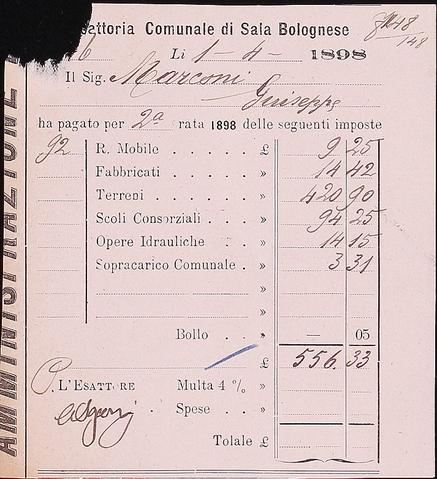 Esattoria Comunale di Sala Bolognese
148
Li 1-4- 1898
Il Sig. Marconi
Guiseppe
ha pagato per 2a rata 1898 delle seguenti imposte
92 R. Mobile . . . . . £ 9 25
Fabbricati . . . . » 14 42
Terreni . . . . . » 420 90
Scoli Consorziali . . . . » 94 25
Opere Idrauliche . . . » 14 15
Sopracarico Comunale . » 3 31
Bollo . . » — 05
£ 556.33
P. L'Esattore Multa 4 % . »
Spese . . »
Totale £
AMMINISTRAZIONE